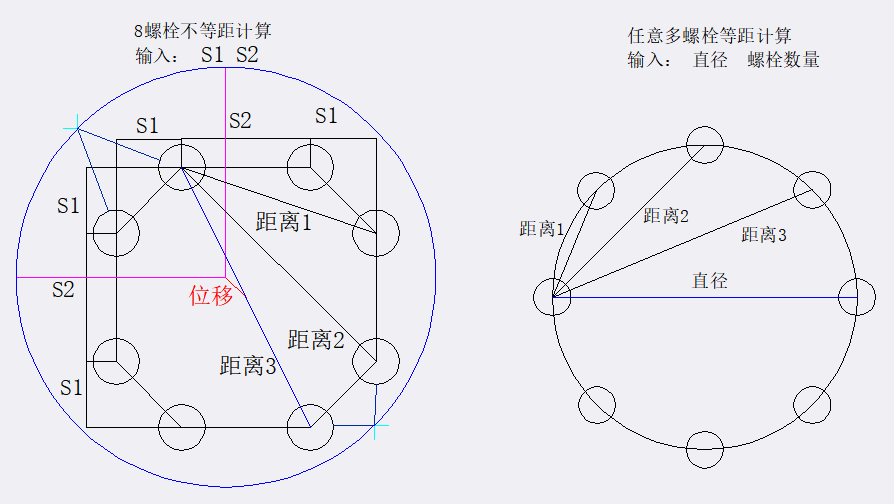 8螺栓不等距计算
输入： S1 S2
S1
S2
S1
S1
距离1
S2
位移
距离2
距离3
S1
任意多螺栓等距计算
输入： 直径 螺栓数量
距离1
距离2
距离3
直径